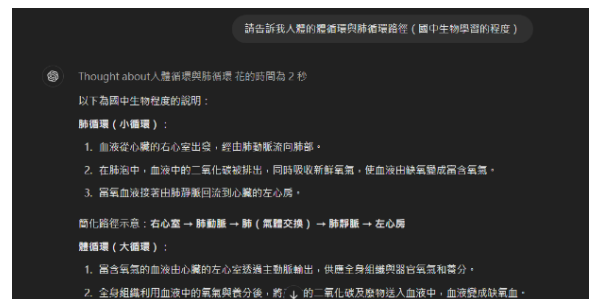 請告訴我人體的體循環與肺循環路徑(國中生物學習的程度)
Thought about人體循環與肺循環 花的時間為 2 秒
以下為國中生物程度的說明:
肺循環(小循環):
1. 血液從心臟的右心室出發,經由肺動脈流向肺部。
2. 在肺泡中,血液中的二氧化碳被排出,同時吸收新鮮氧氣,使血液由缺氧變成富含氧氣。
3. 富氧血液接著由肺靜脈回流到心臟的左心房。
簡化路徑示意:右心室 → 肺動脈 → 肺(氣體交換) → 肺靜脈 → 左心房
體循環(大循環):
1. 富含氧氣的血液由心臟的左心室透過主動脈輸出,供應全身組織與器官氧氣和養分。
2. 全身組織利用血液中的氧氣與養分後,將 的二氧化碳及廢物送入血液中,血液變成缺氧血。